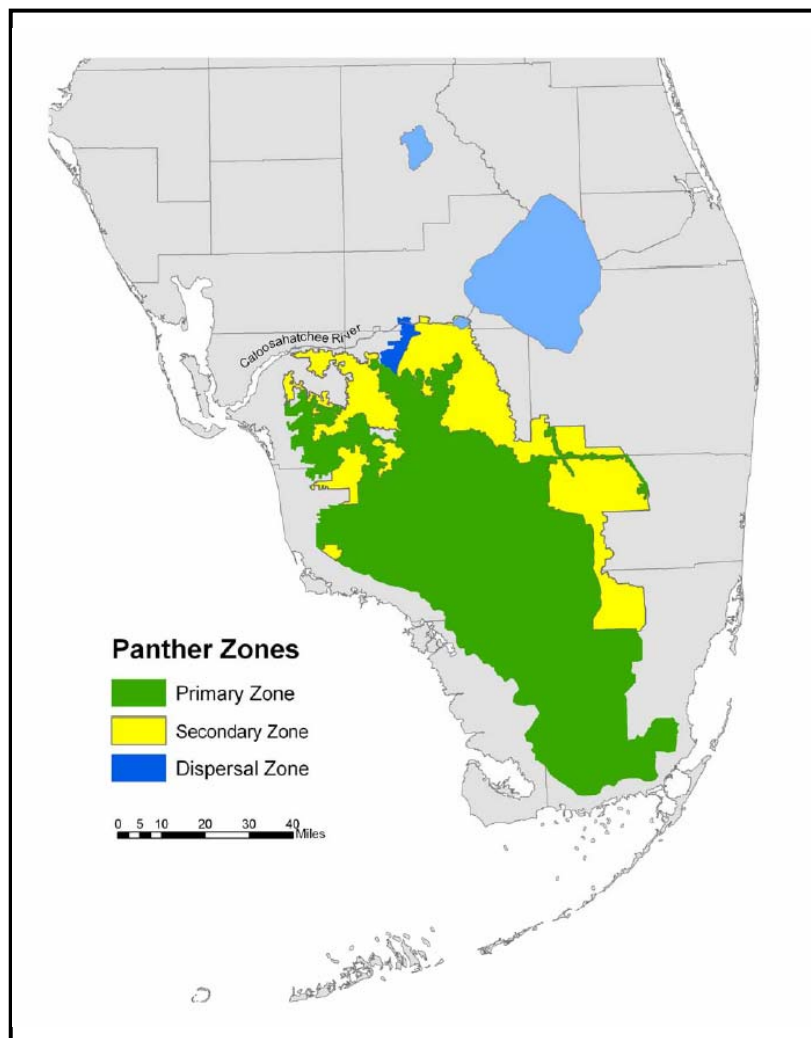 Caloosahatchee River
Panther Zones
Primary Zone
Secondary Zone
Dispersal Zone
0 5 10 20 30 40
Miles